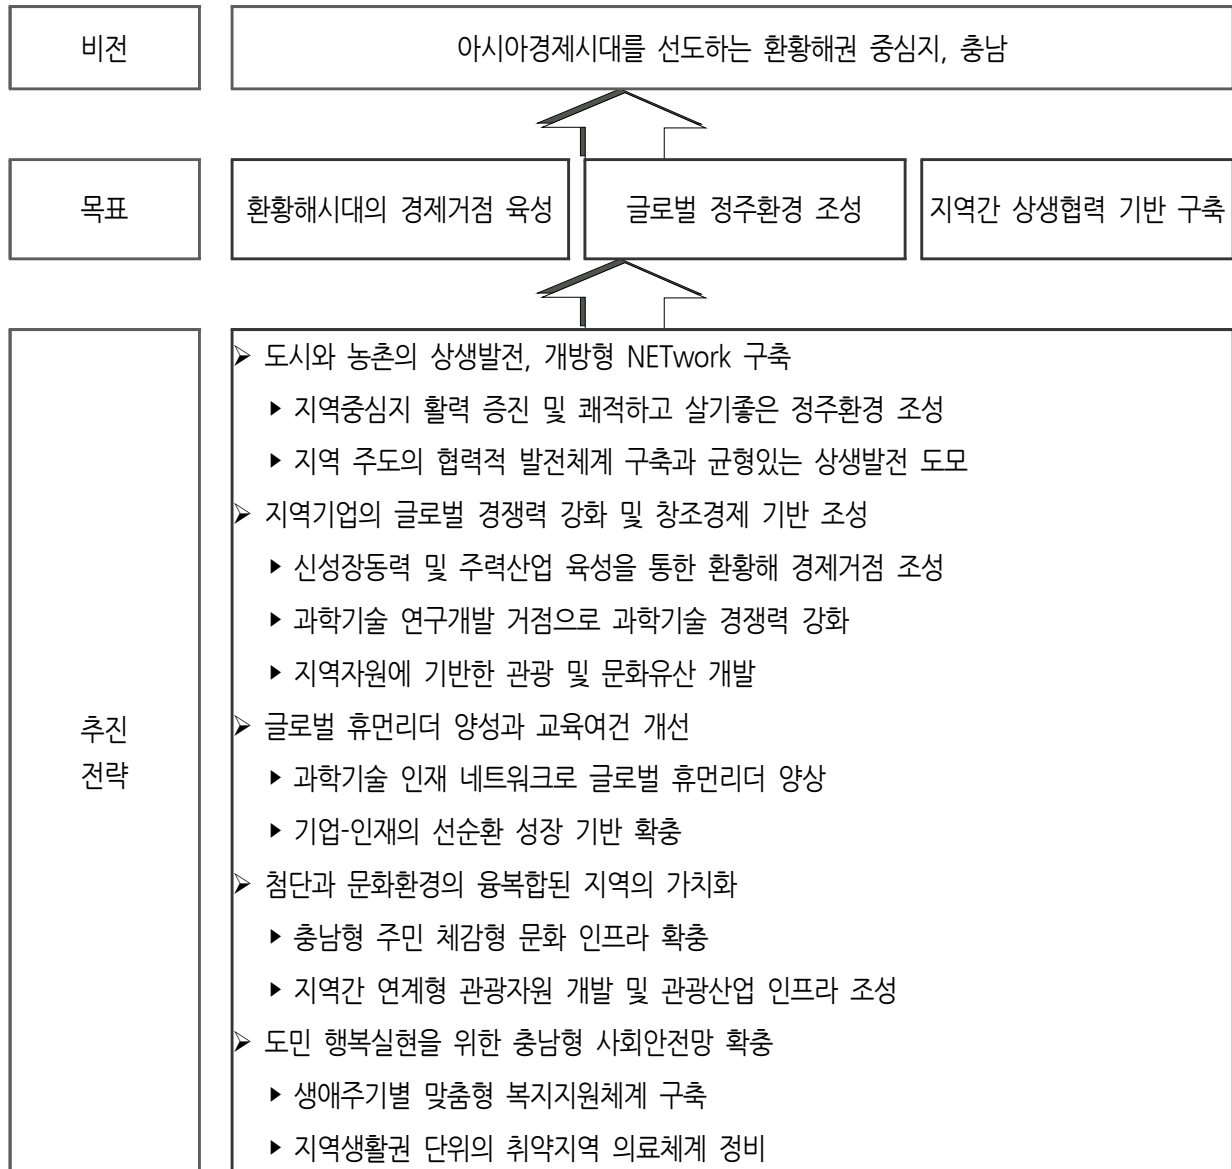 비전
아시아경제시대를 선도하는 환황해권 중심지, 충남
목표
환황해시대의 경제거점 육성
글로벌 정주환경 조성
지역간 상생협력 기반 구축
추진
전략
➢ 도시와 농촌의 상생발전, 개방형 NETwork 구축
▶ 지역중심지 활력 증진 및 쾌적하고 살기좋은 정주환경 조성
▶ 지역 주도의 협력적 발전체계 구축과 균형있는 상생발전 도모
➢ 지역기업의 글로벌 경쟁력 강화 및 창조경제 기반 조성
▶ 신성장동력 및 주력산업 육성을 통한 환황해 경제거점 조성
▶ 과학기술 연구개발 거점으로 과학기술 경쟁력 강화
▶ 지역자원에 기반한 관광 및 문화유산 개발
➢ 글로벌 휴먼리더 양성과 교육여건 개선
▶ 과학기술 인재 네트워크로 글로벌 휴먼리더 양상
▶ 기업-인재의 선순환 성장 기반 확충
➢ 첨단과 문화환경의 융복합된 지역의 가치화
▶ 충남형 주민 체감형 문화 인프라 확충
▶ 지역간 연계형 관광자원 개발 및 관광산업 인프라 조성
➢ 도민 행복실현을 위한 충남형 사회안전망 확충
▶ 생애주기별 맞춤형 복지지원체계 구축
▶ 지역생활권 단위의 취약지역 의료체계 정비